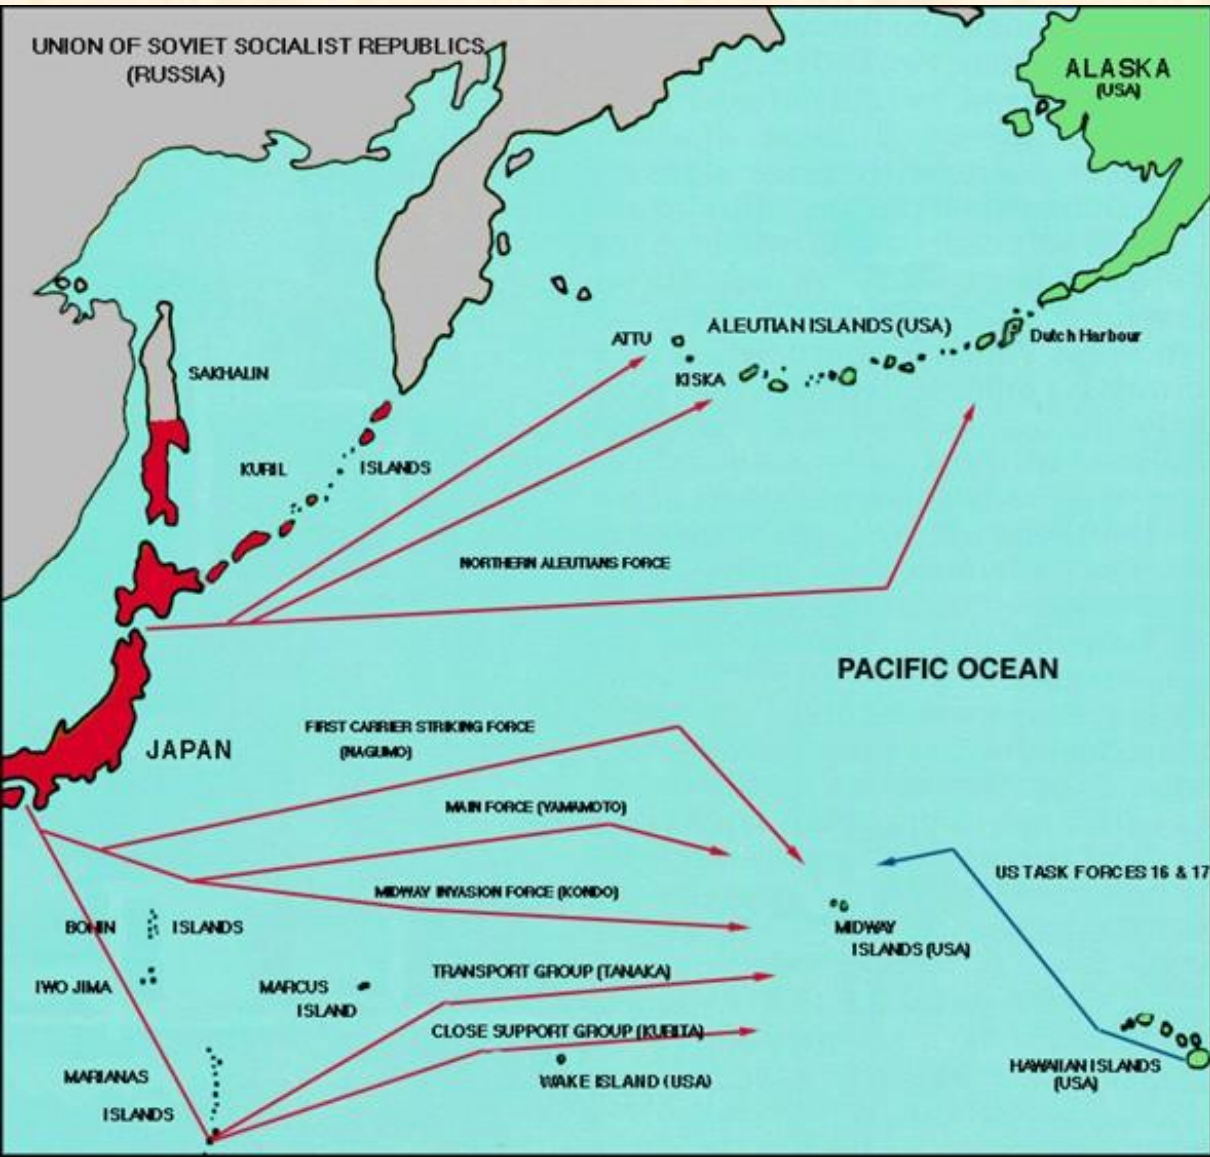 UNION OF SOVIET SOCIALIST REPUBLICS
(RUSSIA)
ALASKA
(USA)
ATTU
ALEUTIAN ISLANDS (USA)
Dutch Harbour
KISKA
SAKHALIN
KURIL ISLANDS
NORTHERN ALEUTIANS FORCE
PACIFIC OCEAN
JAPAN
FIRST CARRIER STRIKING FORCE
(NAGUMO)
MAIN FORCE (YAMAMOTO)
US TASK FORCES 16 & 17
MIDWAY INVASION FORCE (KONDO)
BONIN ISLANDS
MIDWAY
ISLANDS (USA)
IWO JIMA
MARCUS
ISLAND
TRANSPORT GROUP (TANAKA)
CLOSE SUPPORT GROUP (KURITA)
HAWAIIAN ISLANDS
(USA)
WAKE ISLAND (USA)
MARIANAS
ISLANDS